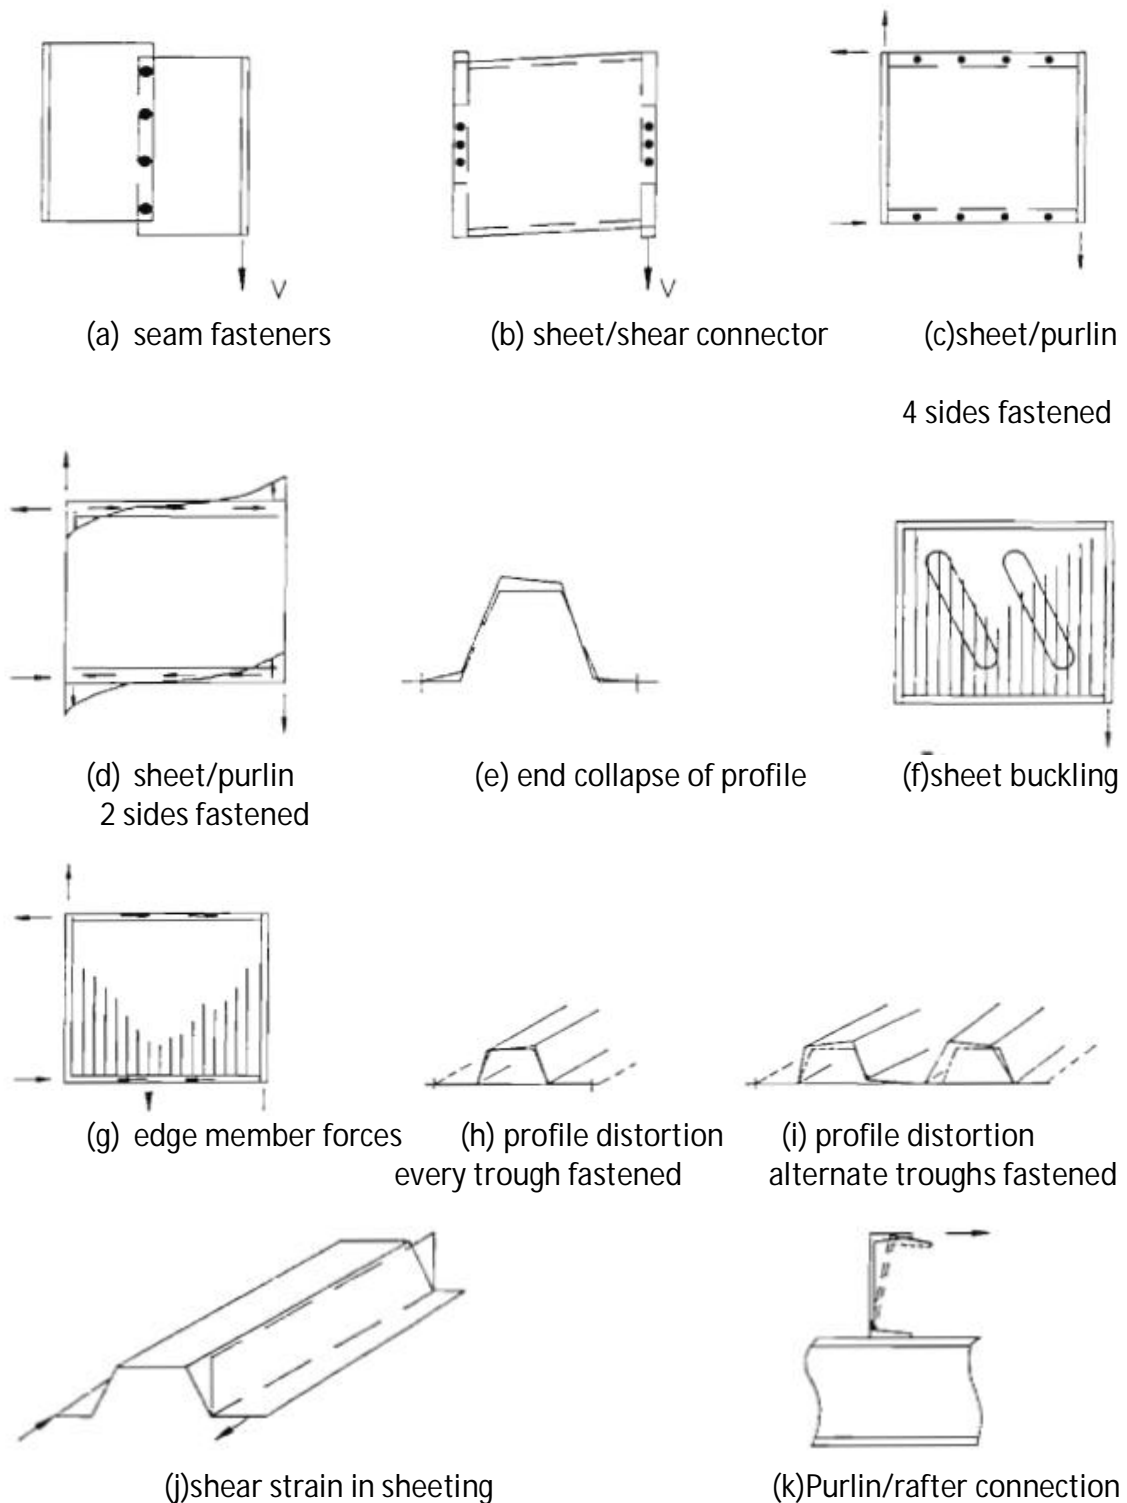 V
V
(a) seam fasteners
(b) sheet/shear connector
(c)sheet/purlin
4 sides fastened
(d) sheet/purlin
2 sides fastened
(e) end collapse of profile
(f)sheet buckling
(g) edge member forces
(h) profile distortion
every trough fastened
(i) profile distortion
alternate troughs fastened
(j)shear strain in sheeting
(k)Purlin/rafter connection